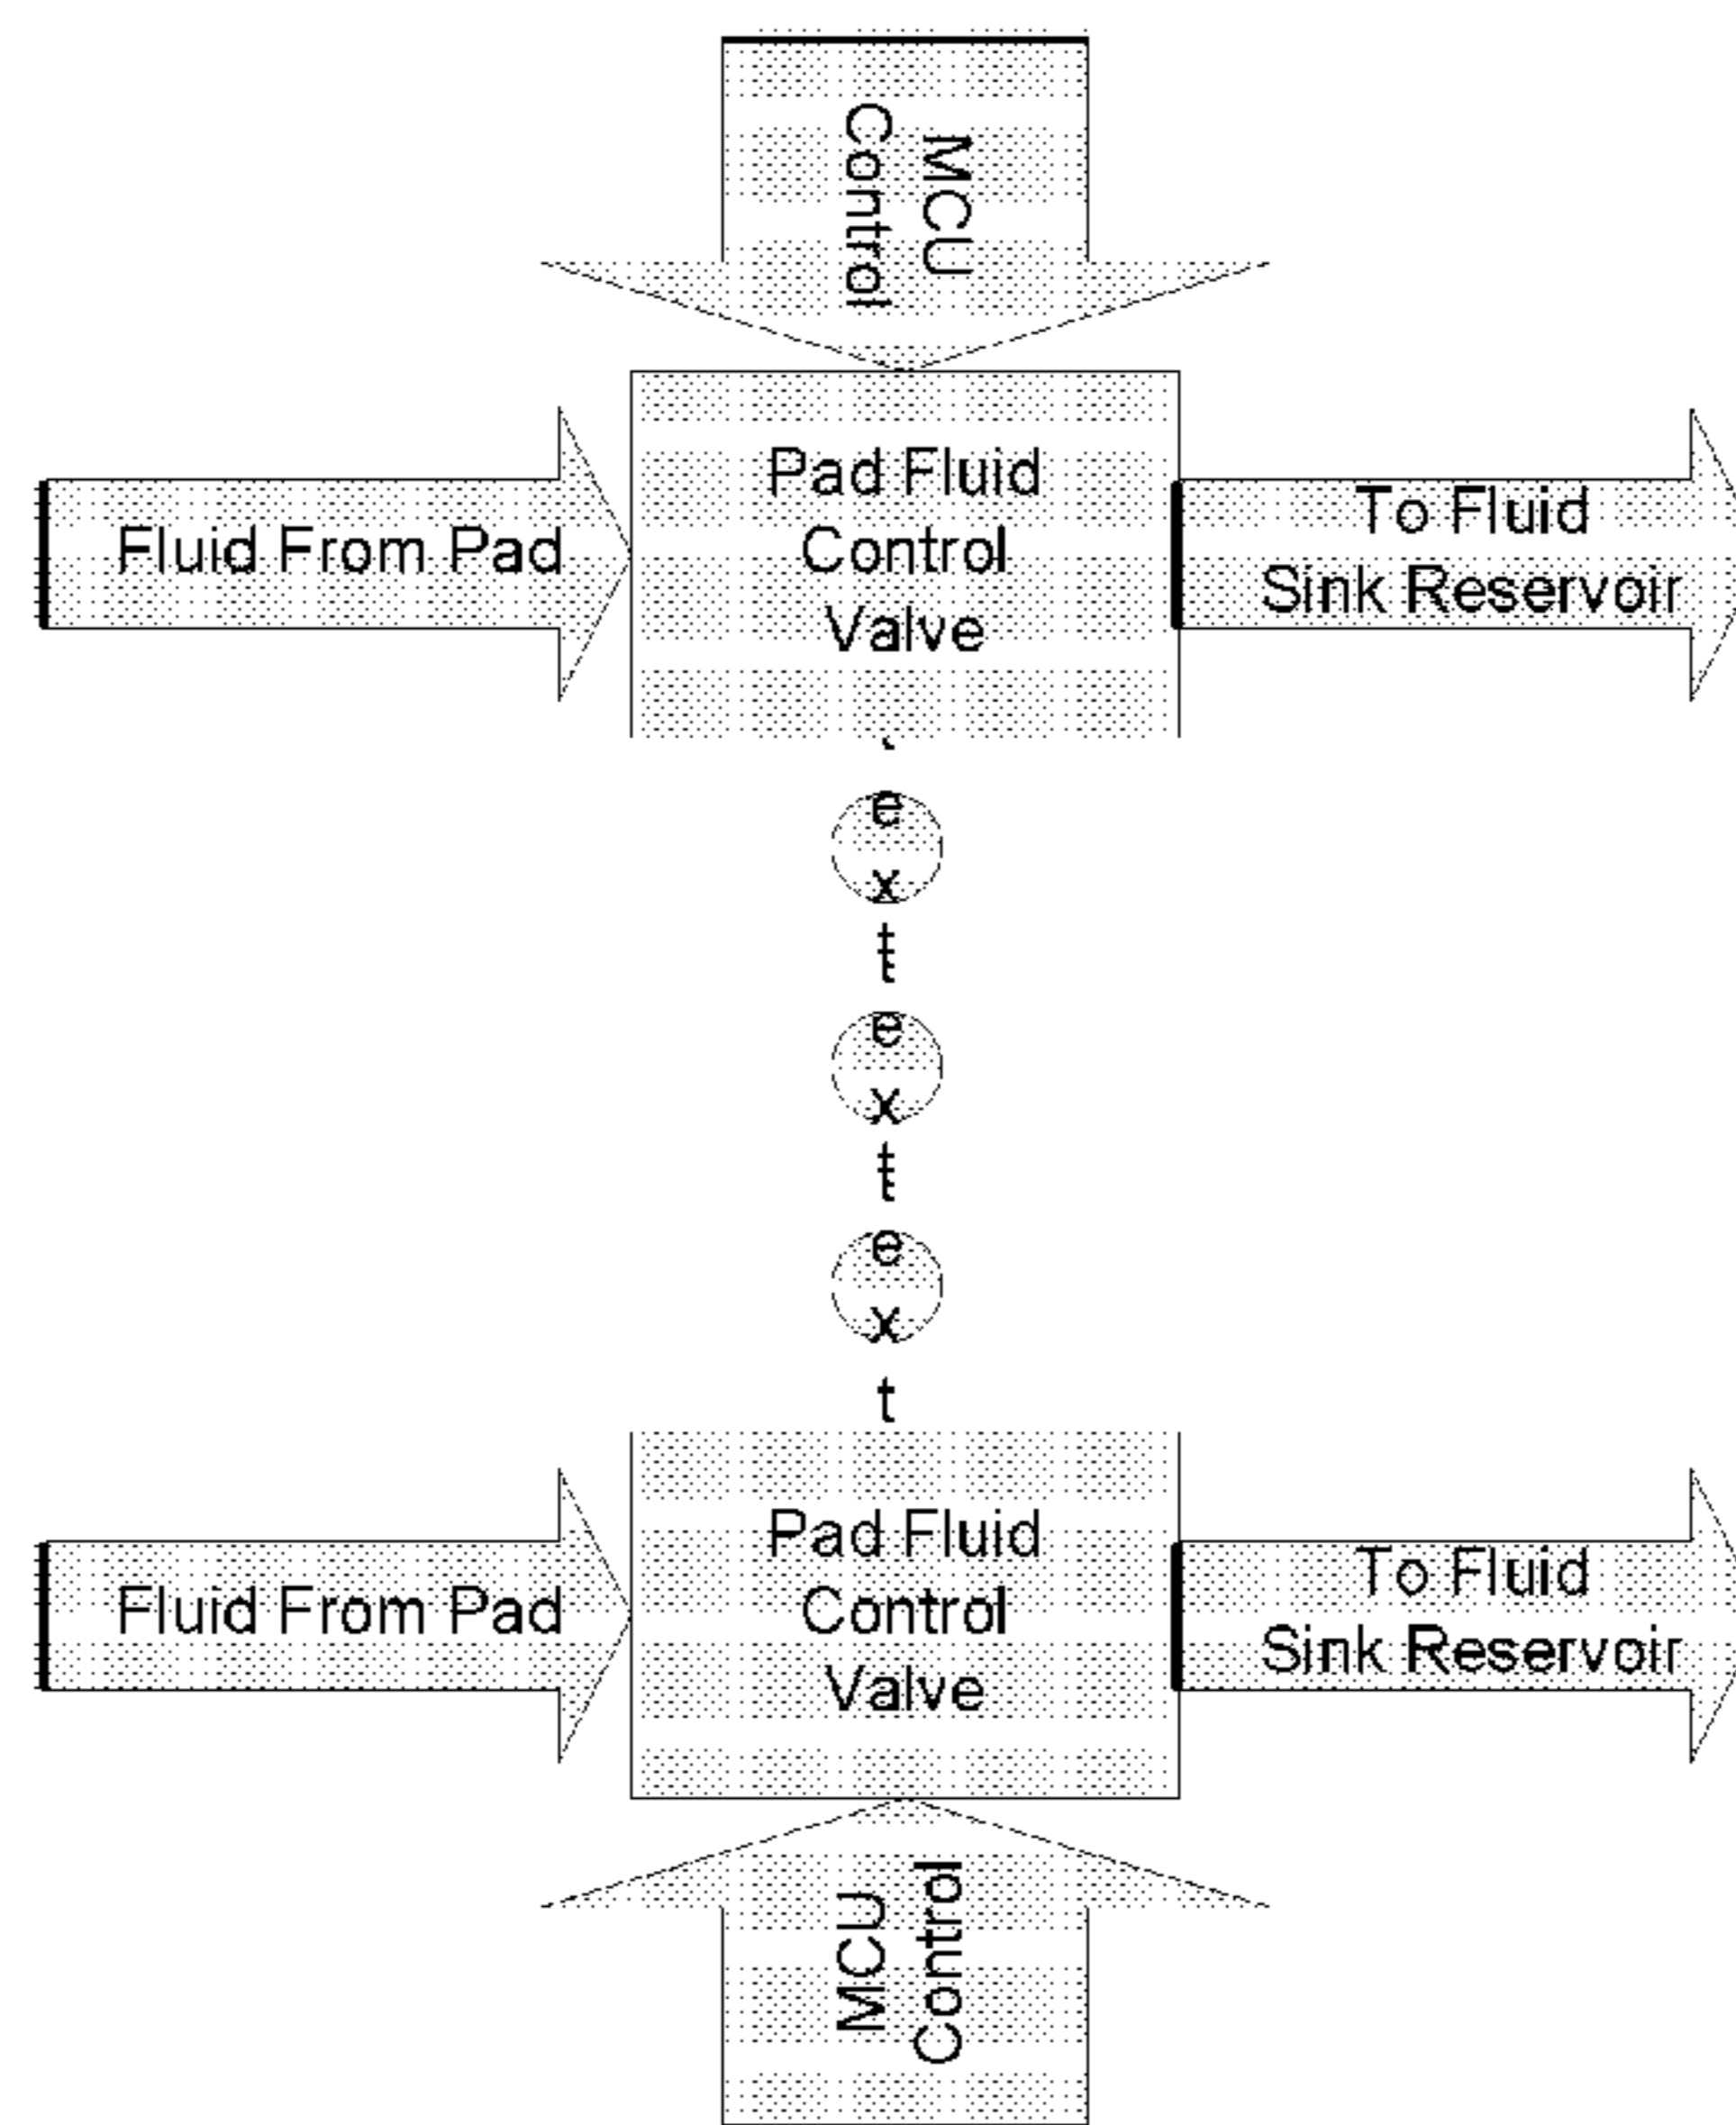 MCU
Control
Fluid From Pad
Pad Fluid
Control
Valve
To Fluid
Sink Reservoir
e
x
t
e
x
t
e
x
t
Fluid From Pad
Pad Fluid
Control
Valve
To Fluid
Sink Reservoir
MCU
Control